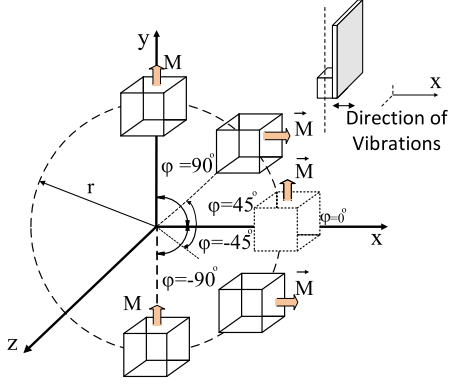 y
M
x
Direction of
Vibrations
M
φ =90°
M
r
φ=45°
φ=0°
x
φ=-45°
φ=-90°
M
M
z